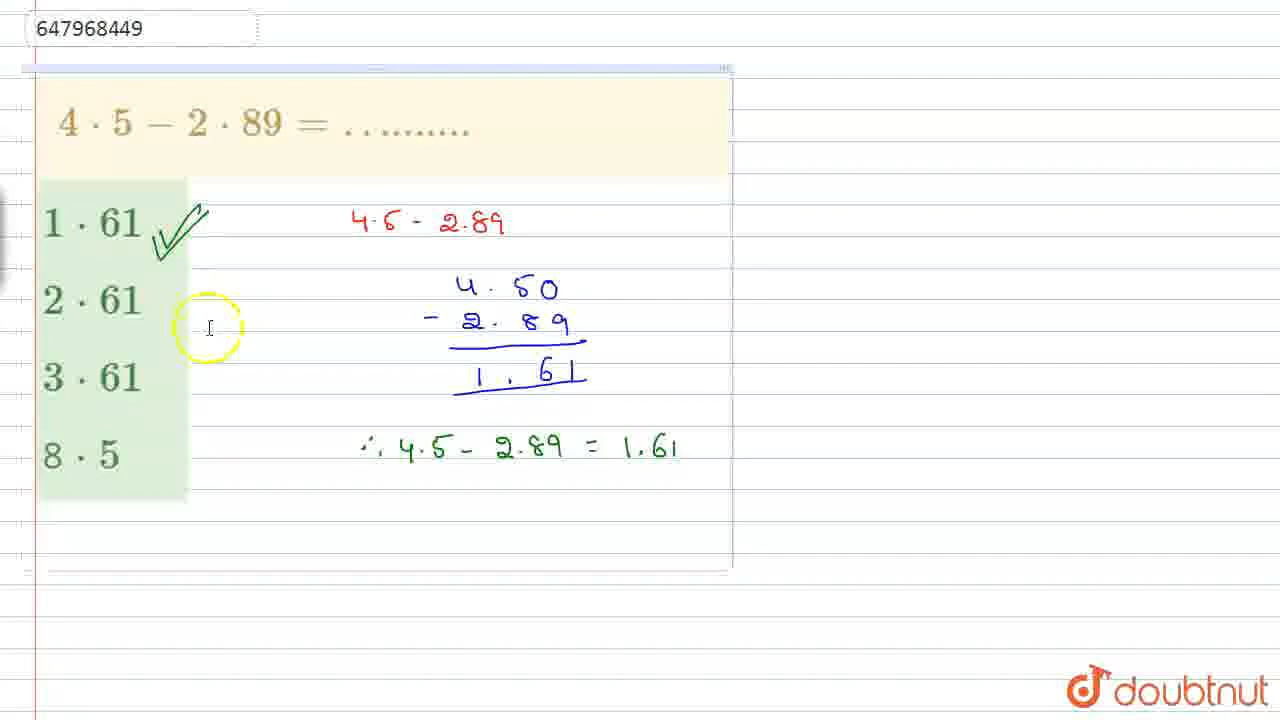 647968449
4 · 5 − 2 · 89 = ...........
1 · 61
2 · 61
3 · 61
8 · 5
4.5 - 2.89
4.50
- 2.89
1.61
∴ 4.5 - 2.89 = 1.61
doubtnut